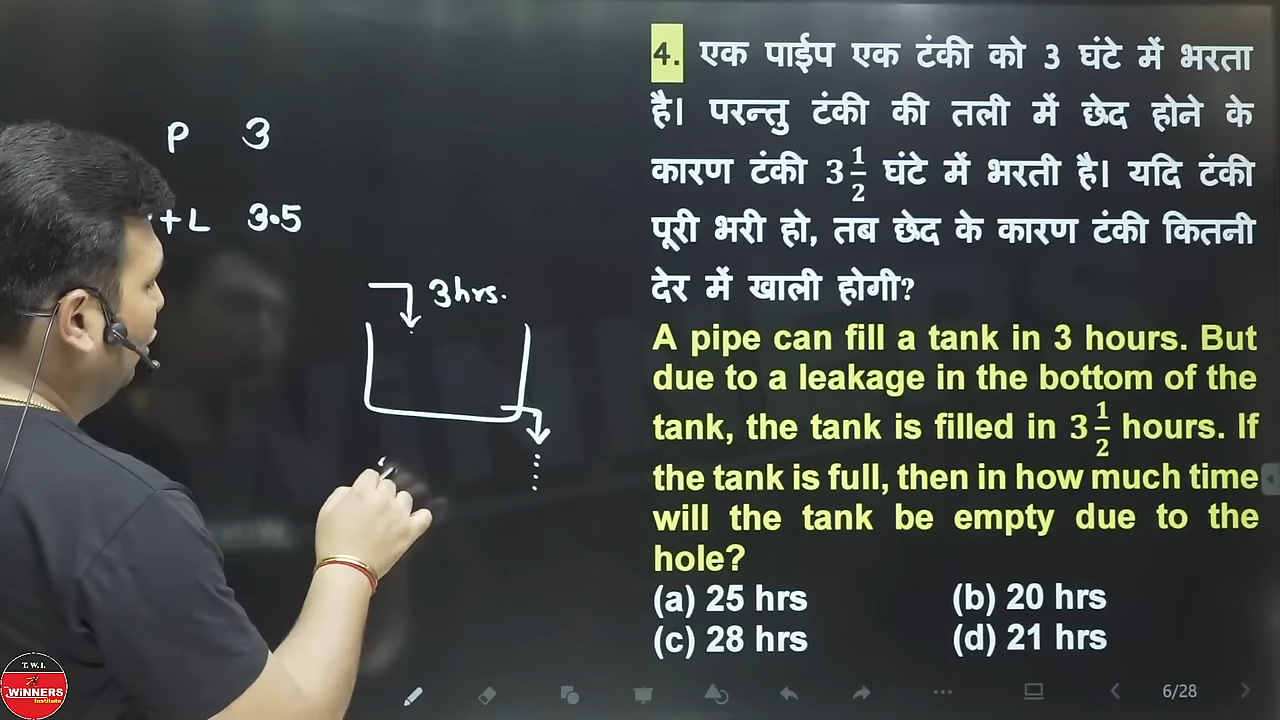 P 3
+L 3.5
3hrs.
4. एक पाईप एक टंकी को 3 घंटे में भरता
है। परन्तु टंकी की तली में छेद होने के
कारण टंकी 3 1/2 घंटे में भरती है। यदि टंकी
पूरी भरी हो, तब छेद के कारण टंकी कितनी
देर में खाली होगी?
A pipe can fill a tank in 3 hours. But
due to a leakage in the bottom of the
tank, the tank is filled in 3 1/2 hours. If
the tank is full, then in how much time
will the tank be empty due to the
hole?
(a) 25 hrs (b) 20 hrs
(c) 28 hrs (d) 21 hrs
6/28
T. W. I.
WINNERS
Institute